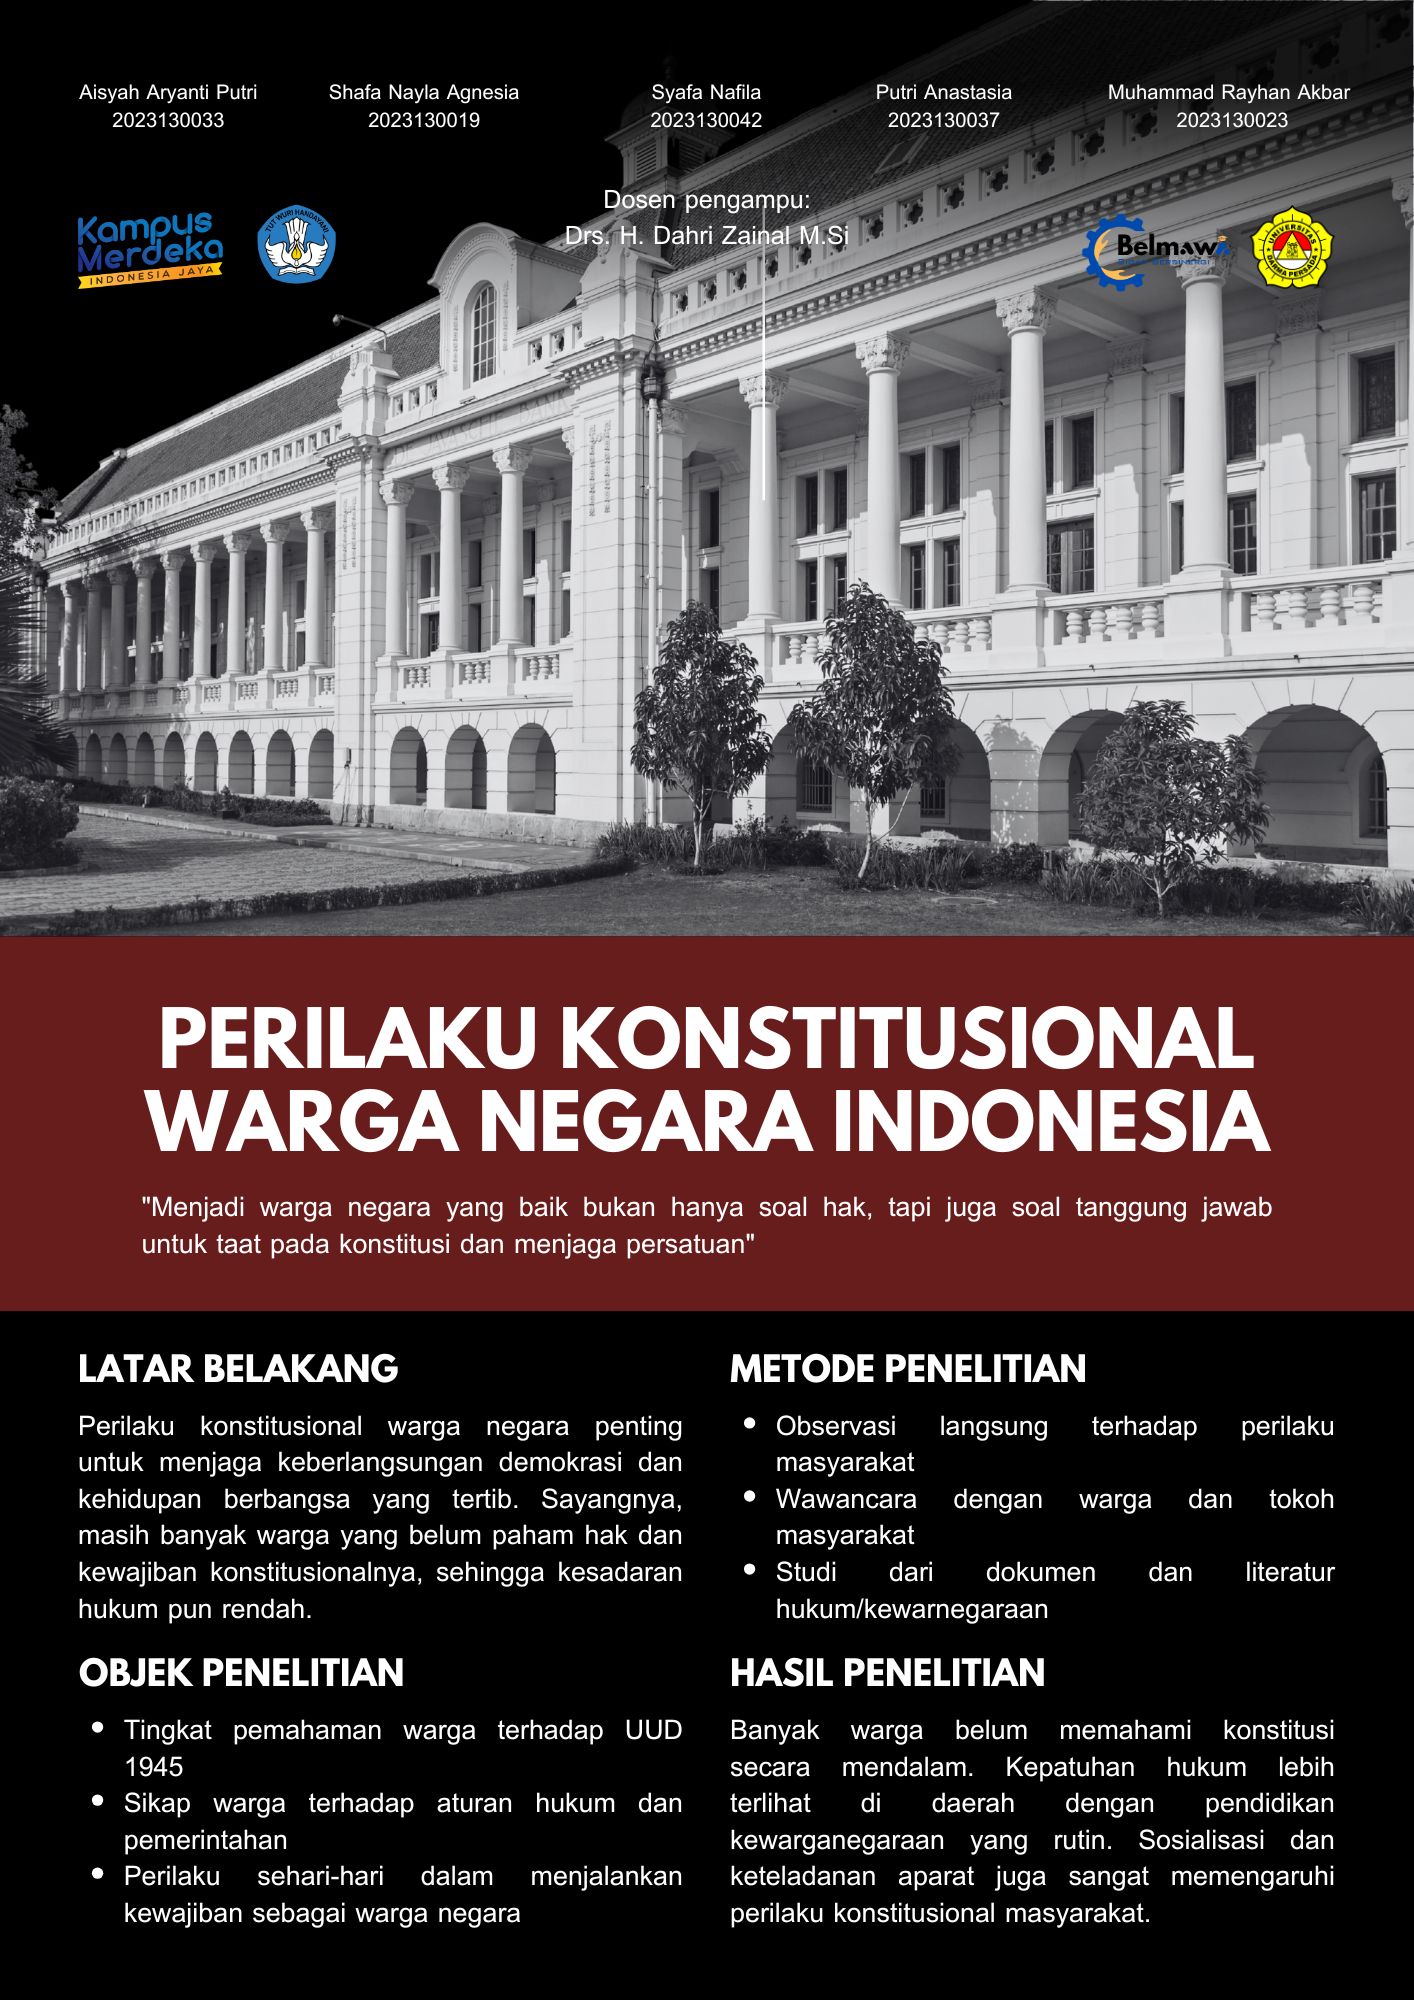 Aisyah Aryanti Putri
2023130033
Shafa Nayla Agnesia
2023130019
Syafa Nafila
2023130042
Putri Anastasia
2023130037
Muhammad Rayhan Akbar
2023130023
Kampus
Merdeka
INDONESIA JAYA
TUT WURI HANDAYANI
Dosen pengampu:
Drs. H. Dahri Zainal M.Si
Belmawa
UNIVERSITAS
DARMA PERSADA
JAVASCHE BANK
PERILAKU KONSTITUSIONAL
WARGA NEGARA INDONESIA
"Menjadi warga negara yang baik bukan hanya soal hak, tapi juga soal tanggung jawab
untuk taat pada konstitusi dan menjaga persatuan"
LATAR BELAKANG
Perilaku konstitusional warga negara penting
untuk menjaga keberlangsungan demokrasi dan
kehidupan berbangsa yang tertib. Sayangnya,
masih banyak warga yang belum paham hak dan
kewajiban konstitusionalnya, sehingga kesadaran
hukum pun rendah.
OBJEK PENELITIAN
• Tingkat pemahaman warga terhadap UUD
1945
• Sikap warga terhadap aturan hukum dan
pemerintahan
• Perilaku sehari-hari dalam menjalankan
kewajiban sebagai warga negara
METODE PENELITIAN
• Observasi langsung terhadap perilaku
masyarakat
• Wawancara dengan warga dan tokoh
masyarakat
• Studi dari dokumen dan literatur
hukum/kewarnegaraan
HASIL PENELITIAN
Banyak warga belum memahami konstitusi
secara mendalam. Kepatuhan hukum lebih
terlihat di daerah dengan pendidikan
kewarganegaraan yang rutin. Sosialisasi dan
keteladanan aparat juga sangat memengaruhi
perilaku konstitusional masyarakat.